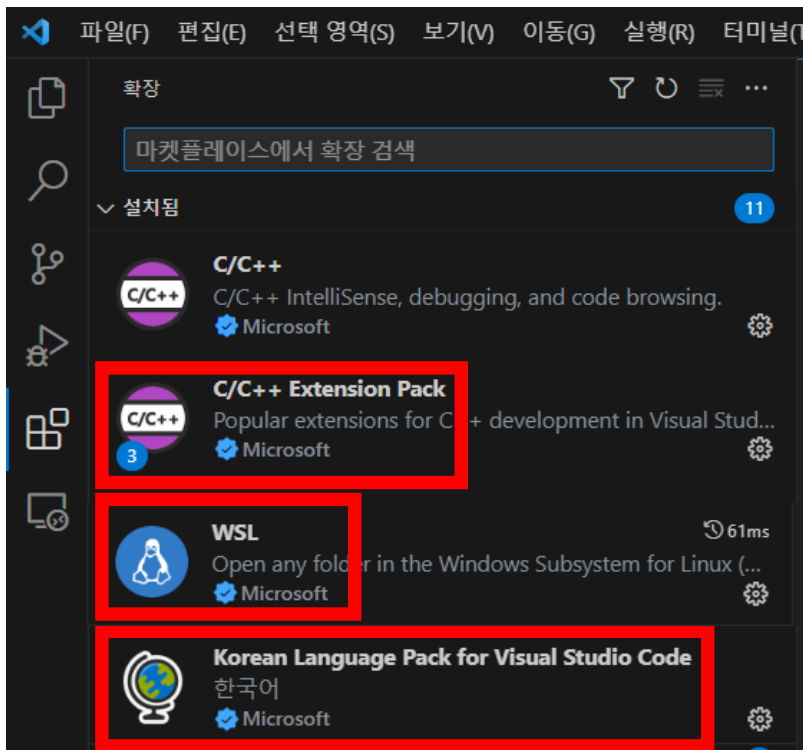 파일(F) 편집(E) 선택 영역(S) 보기(V) 이동(G) 실행(R) 터미널(
확장
마켓플레이스에서 확장 검색
설치됨 11
C/C++
C/C++
C/C++ IntelliSense, debugging, and code browsing.
Microsoft
C/C++ Extension Pack
C/C++
Popular extensions for C++ development in Visual Stud...
3
Microsoft
WSL 61ms
Open any folder in the Windows Subsystem for Linux (...
Microsoft
Korean Language Pack for Visual Studio Code
한국어
Microsoft